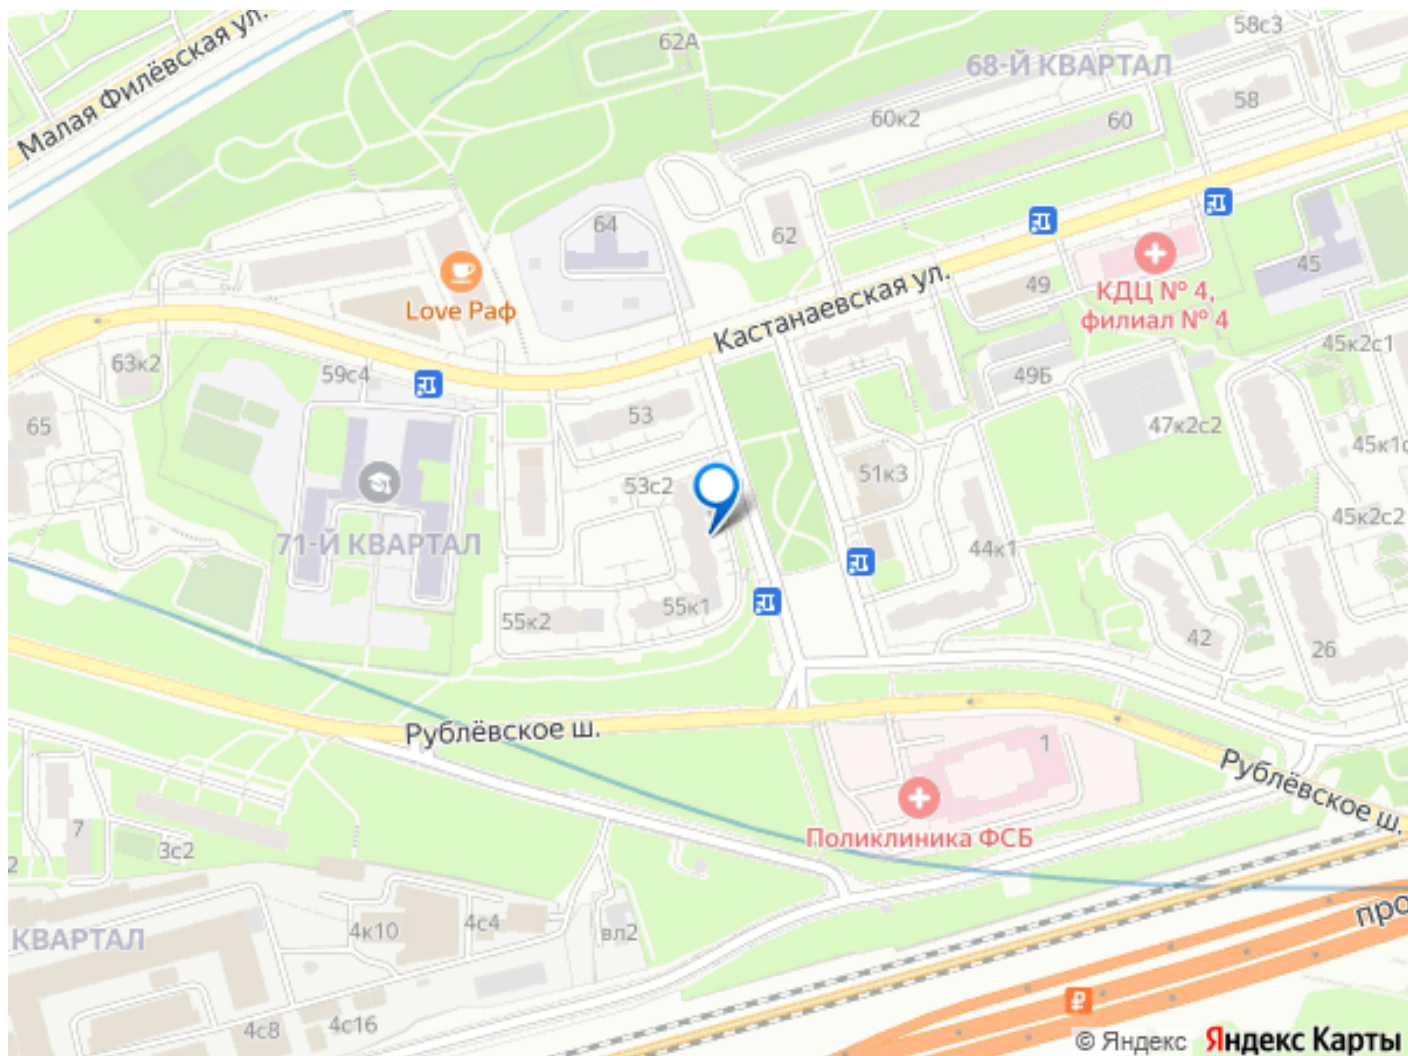 58с3
62А
68-Й КВАРТАЛ
Малая Филёвская ул.
58
60к2
60
64
62
45
Love Раф
49
КДЦ № 4,
филиал № 4
Кастанаевская ул.
63к2
59с4
49Б
45к2с1
53
65
47к2с2
45к1с
51к3
53с2
45к2с2
71-Й КВАРТАЛ
44к1
55к2
55к1
42
26
Рублёвское ш.
1
Рублёвское ш.
Поликлиника ФСБ
7
3с2
2
4с4
4к10
вл2
КВАРТАЛ
про
₽
4с8
4с16
© Яндекс
Яндекс Карты